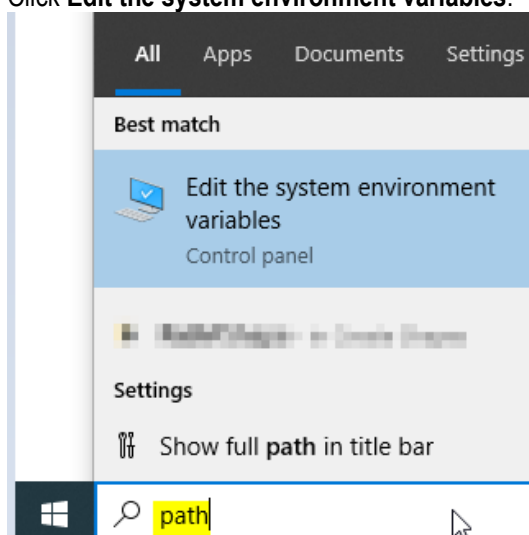 Click Edit the system environment variables.
All Apps Documents Settings
Best match
Edit the system environment
variables
Control panel
Settings
Show full path in title bar
path